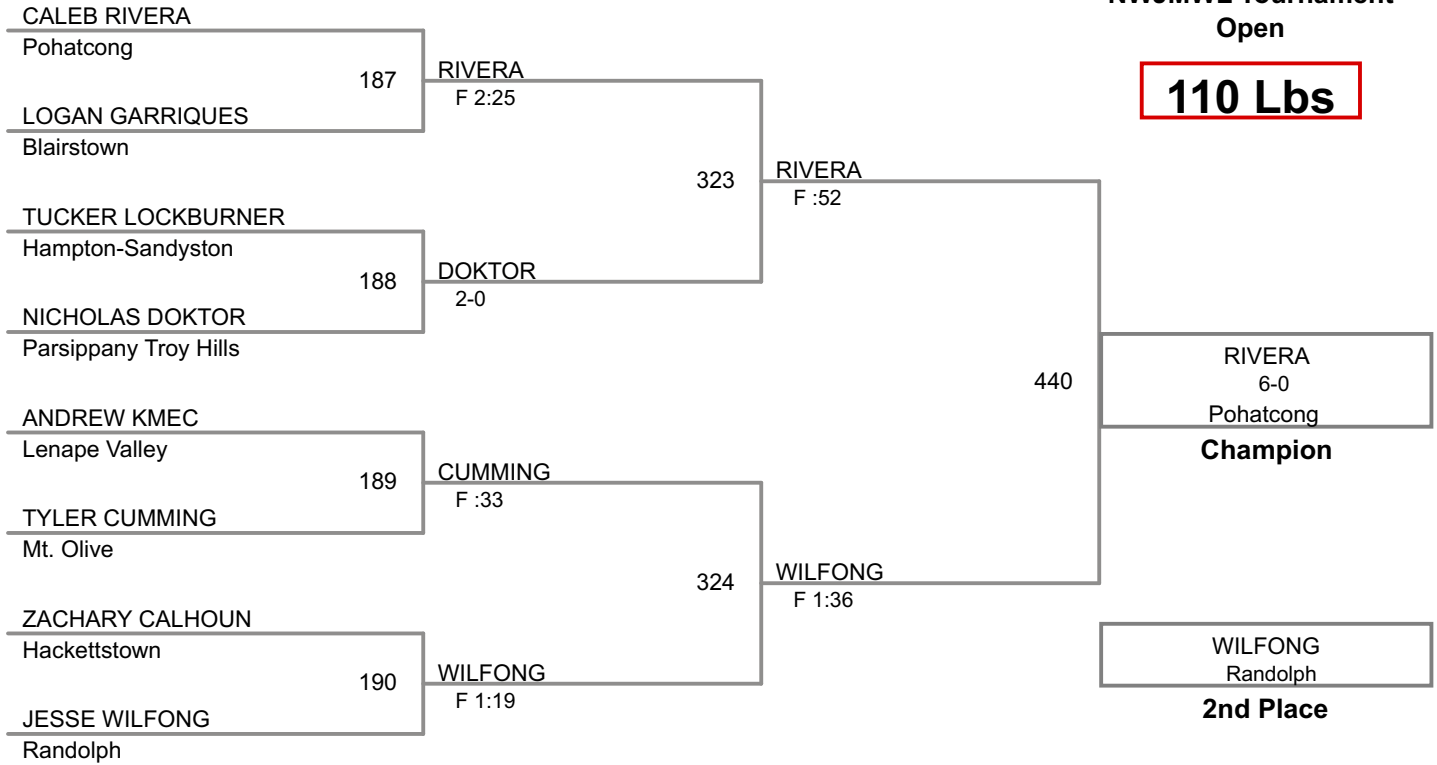 Open
110 Lbs
CALEB RIVERA
Pohatcong
187
RIVERA
F 2:25
LOGAN GARRIQUES
Blairstown
323
RIVERA
F :52
TUCKER LOCKBURNER
Hampton-Sandyston
188
DOKTOR
2-0
NICHOLAS DOKTOR
Parsippany Troy Hills
440
RIVERA
6-0
Pohatcong
Champion
ANDREW KMEC
Lenape Valley
189
CUMMING
F :33
TYLER CUMMING
Mt. Olive
324
WILFONG
F 1:36
ZACHARY CALHOUN
Hackettstown
190
WILFONG
F 1:19
JESSE WILFONG
Randolph
WILFONG
Randolph
2nd Place